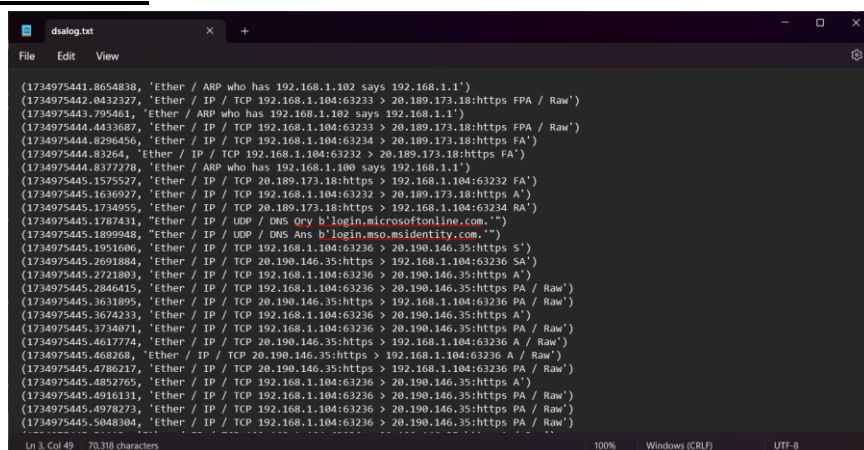 dsalog.txt
File Edit View
(1734975441.8654838, 'Ether / ARP who has 192.168.1.102 says 192.168.1.1')
(1734975442.0432327, 'Ether / IP / TCP 192.168.1.104:63233 > 20.189.173.18:https FPA / Raw')
(1734975443.795461, 'Ether / ARP who has 192.168.1.102 says 192.168.1.1')
(1734975444.4433687, 'Ether / IP / TCP 192.168.1.104:63233 > 20.189.173.18:https FPA / Raw')
(1734975444.8296456, 'Ether / IP / TCP 192.168.1.104:63234 > 20.189.173.18:https FA')
(1734975444.83264, 'Ether / IP / TCP 192.168.1.104:63232 > 20.189.173.18:https FA')
(1734975444.8377278, 'Ether / ARP who has 192.168.1.100 says 192.168.1.1')
(1734975445.1575527, 'Ether / IP / TCP 20.189.173.18:https > 192.168.1.104:63232 FA')
(1734975445.1636927, 'Ether / IP / TCP 192.168.1.104:63232 > 20.189.173.18:https A')
(1734975445.1734955, 'Ether / IP / TCP 20.189.173.18:https > 192.168.1.104:63234 RA')
(1734975445.1787431, "Ether / IP / UDP / DNS Qry b'login.microsoftonline.com.'")
(1734975445.1899948, "Ether / IP / UDP / DNS Ans b'login.mso.msidentity.com.'")
(1734975445.1951606, 'Ether / IP / TCP 192.168.1.104:63236 > 20.190.146.35:https S')
(1734975445.2691884, 'Ether / IP / TCP 20.190.146.35:https > 192.168.1.104:63236 SA')
(1734975445.2721803, 'Ether / IP / TCP 192.168.1.104:63236 > 20.190.146.35:https A')
(1734975445.2846415, 'Ether / IP / TCP 192.168.1.104:63236 > 20.190.146.35:https PA / Raw')
(1734975445.3631895, 'Ether / IP / TCP 20.190.146.35:https > 192.168.1.104:63236 PA / Raw')
(1734975445.3674233, 'Ether / IP / TCP 192.168.1.104:63236 > 20.190.146.35:https A')
(1734975445.3734071, 'Ether / IP / TCP 192.168.1.104:63236 > 20.190.146.35:https PA / Raw')
(1734975445.4617774, 'Ether / IP / TCP 20.190.146.35:https > 192.168.1.104:63236 A / Raw')
(1734975445.468268, 'Ether / IP / TCP 20.190.146.35:https > 192.168.1.104:63236 A / Raw')
(1734975445.4786217, 'Ether / IP / TCP 20.190.146.35:https > 192.168.1.104:63236 PA / Raw')
(1734975445.4852765, 'Ether / IP / TCP 192.168.1.104:63236 > 20.190.146.35:https A')
(1734975445.4916131, 'Ether / IP / TCP 192.168.1.104:63236 > 20.190.146.35:https PA / Raw')
(1734975445.4978273, 'Ether / IP / TCP 192.168.1.104:63236 > 20.190.146.35:https PA / Raw')
(1734975445.5048304, 'Ether / IP / TCP 192.168.1.104:63236 > 20.190.146.35:https PA / Raw')
Ln 3, Col 49 70,318 characters 100% Windows (CRLF) UTF-8